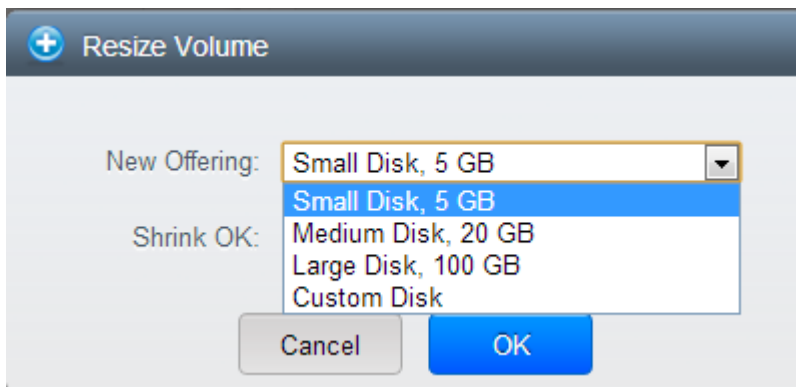 Resize Volume
New Offering: Small Disk, 5 GB
Small Disk, 5 GB
Shrink OK: Medium Disk, 20 GB
Large Disk, 100 GB
Custom Disk
Cancel OK